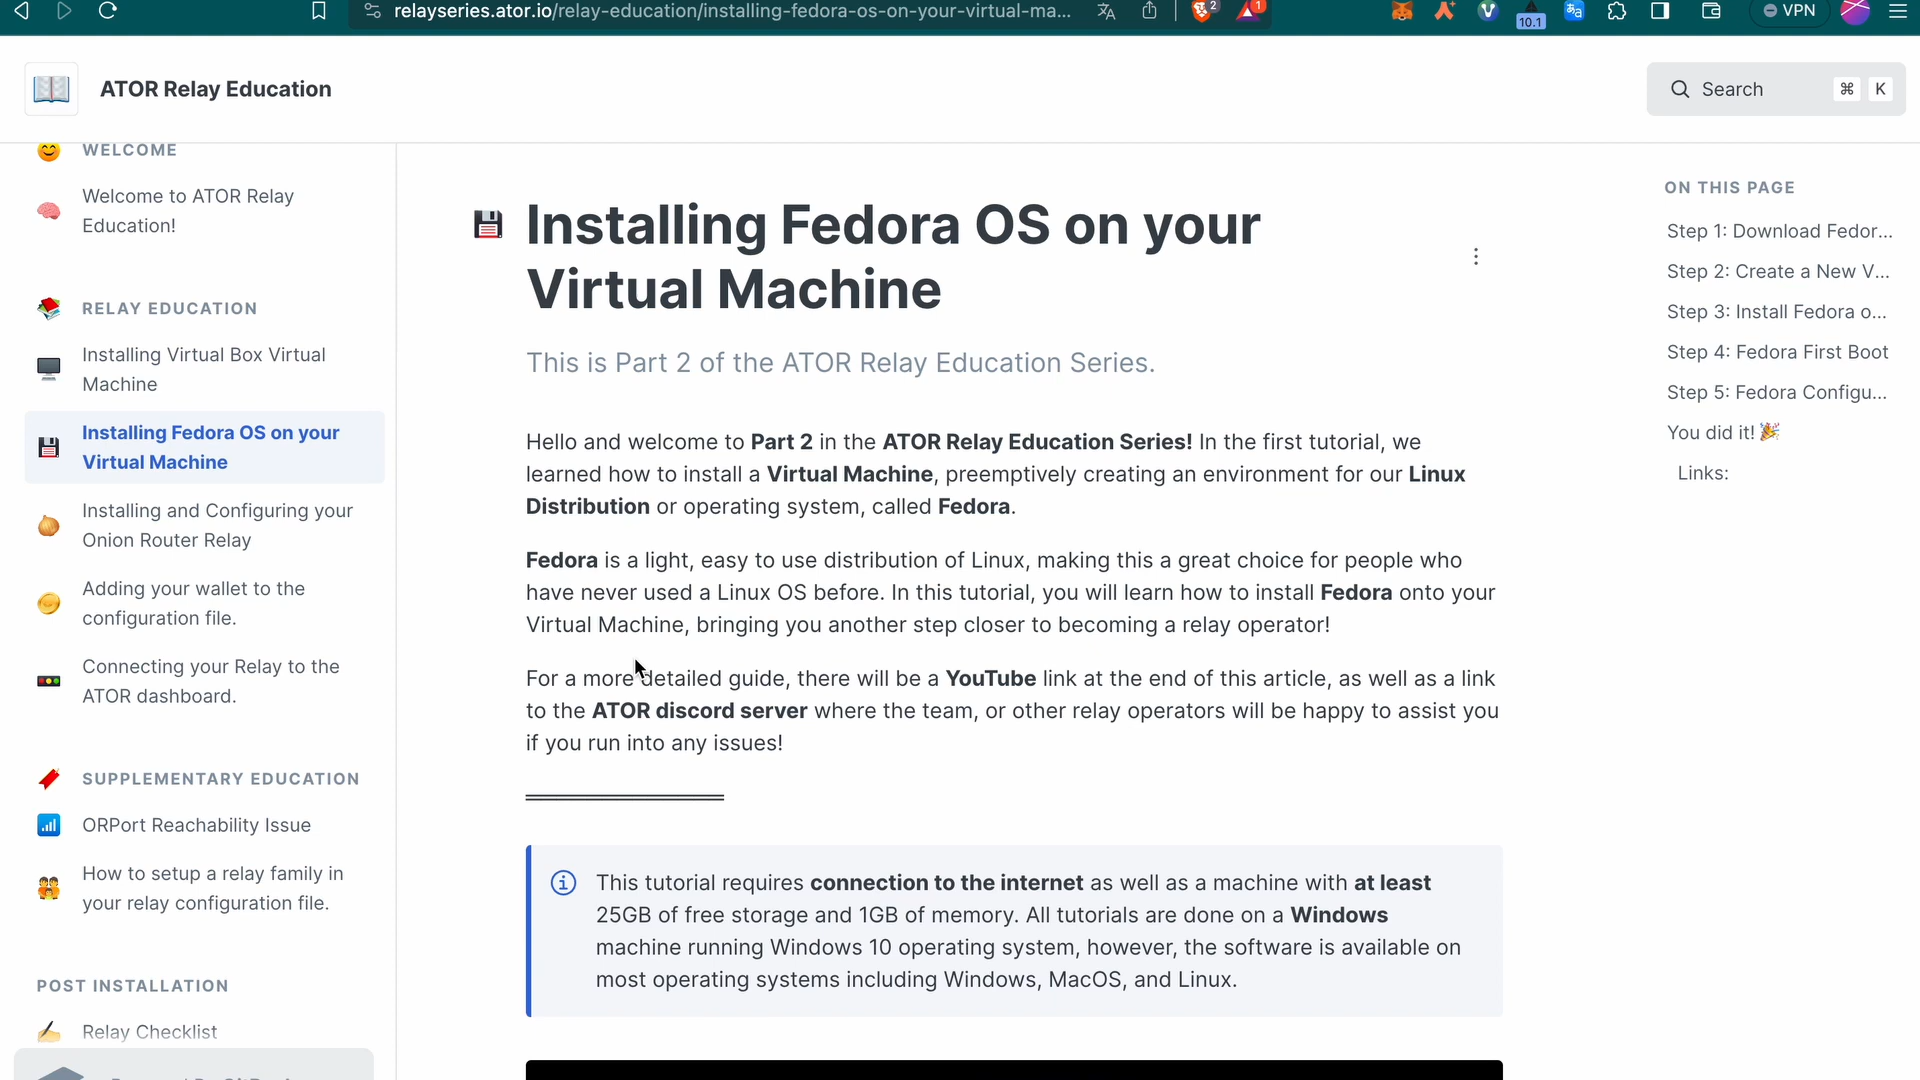 relayseries.ator.io/relay-education/installing-fedora-os-on-your-virtual-ma...
2
1
10.1
VPN
ATOR Relay Education
Search
⌘ K
WELCOME
Welcome to ATOR Relay
Education!
RELAY EDUCATION
Installing Virtual Box Virtual
Machine
Installing Fedora OS on your
Virtual Machine
Installing and Configuring your
Onion Router Relay
Adding your wallet to the
configuration file.
Connecting your Relay to the
ATOR dashboard.
SUPPLEMENTARY EDUCATION
ORPort Reachability Issue
How to setup a relay family in
your relay configuration file.
POST INSTALLATION
Relay Checklist
Installing Fedora OS on your
Virtual Machine
This is Part 2 of the ATOR Relay Education Series.
Hello and welcome to Part 2 in the ATOR Relay Education Series! In the first tutorial, we
learned how to install a Virtual Machine, preemptively creating an environment for our Linux
Distribution or operating system, called Fedora.
Fedora is a light, easy to use distribution of Linux, making this a great choice for people who
have never used a Linux OS before. In this tutorial, you will learn how to install Fedora onto your
Virtual Machine, bringing you another step closer to becoming a relay operator!
For a more detailed guide, there will be a YouTube link at the end of this article, as well as a link
to the ATOR discord server where the team, or other relay operators will be happy to assist you
if you run into any issues!
This tutorial requires connection to the internet as well as a machine with at least
25GB of free storage and 1GB of memory. All tutorials are done on a Windows
machine running Windows 10 operating system, however, the software is available on
most operating systems including Windows, MacOS, and Linux.
ON THIS PAGE
Step 1: Download Fedor...
Step 2: Create a New V...
Step 3: Install Fedora o...
Step 4: Fedora First Boot
Step 5: Fedora Configu...
You did it! 🎉
Links: